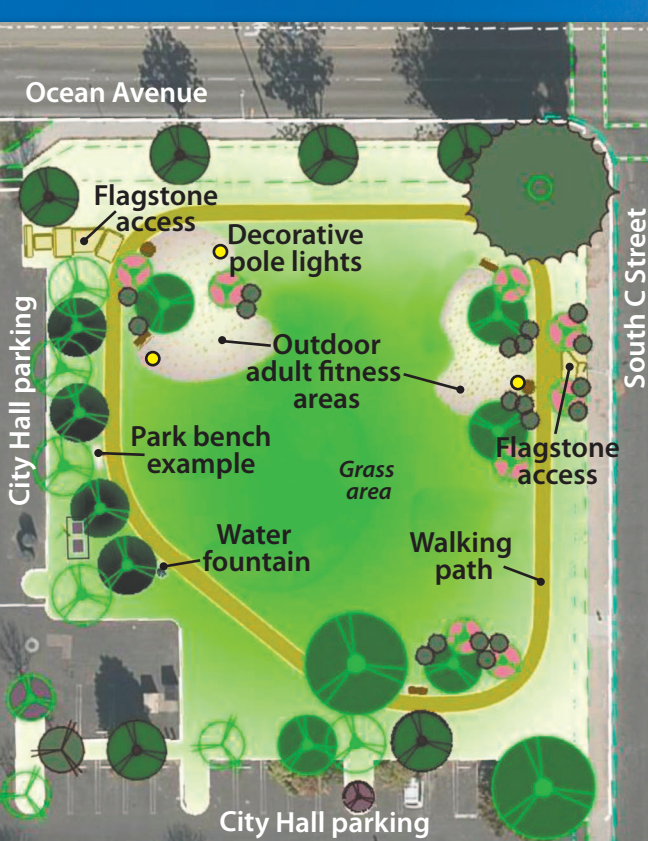 Ocean Avenue
Flagstone
access
Decorative
pole lights
South C Street
City Hall parking
Outdoor
adult fitness
areas
Park bench
example
Grass
area
Flagstone
access
Water
fountain
Walking
path
City Hall parking